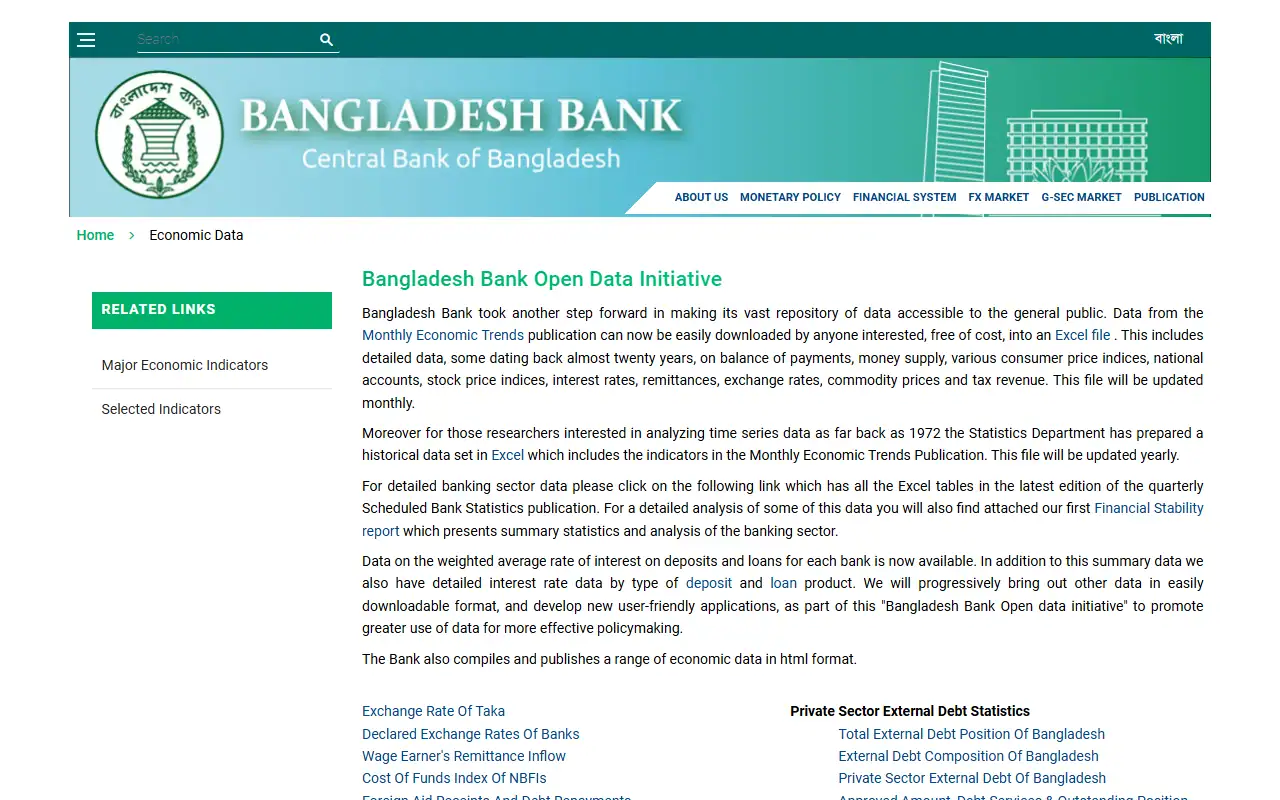 Search
বাংলা
বাংলাদেশ ব্যাংক
BANGLADESH BANK
Central Bank of Bangladesh
ABOUT US MONETARY POLICY FINANCIAL SYSTEM FX MARKET G-SEC MARKET PUBLICATION
Home > Economic Data
RELATED LINKS
Major Economic Indicators
Selected Indicators
Bangladesh Bank Open Data Initiative
Bangladesh Bank took another step forward in making its vast repository of data accessible to the general public. Data from the
Monthly Economic Trends publication can now be easily downloaded by anyone interested, free of cost, into an Excel file . This includes
detailed data, some dating back almost twenty years, on balance of payments, money supply, various consumer price indices, national
accounts, stock price indices, interest rates, remittances, exchange rates, commodity prices and tax revenue. This file will be updated
monthly.
Moreover for those researchers interested in analyzing time series data as far back as 1972 the Statistics Department has prepared a
historical data set in Excel which includes the indicators in the Monthly Economic Trends Publication. This file will be updated yearly.
For detailed banking sector data please click on the following link which has all the Excel tables in the latest edition of the quarterly
Scheduled Bank Statistics publication. For a detailed analysis of some of this data you will also find attached our first Financial Stability
report which presents summary statistics and analysis of the banking sector.
Data on the weighted average rate of interest on deposits and loans for each bank is now available. In addition to this summary data we
also have detailed interest rate data by type of deposit and loan product. We will progressively bring out other data in easily
downloadable format, and develop new user-friendly applications, as part of this "Bangladesh Bank Open data initiative" to promote
greater use of data for more effective policymaking.
The Bank also compiles and publishes a range of economic data in html format.
Exchange Rate Of Taka
Declared Exchange Rates Of Banks
Wage Earner's Remittance Inflow
Cost Of Funds Index Of NBFIs
Foreign Aid Receipts And Debt Repayments
Private Sector External Debt Statistics
Total External Debt Position Of Bangladesh
External Debt Composition Of Bangladesh
Private Sector External Debt Of Bangladesh
Approved Amount, Debt Services & Outstanding Position